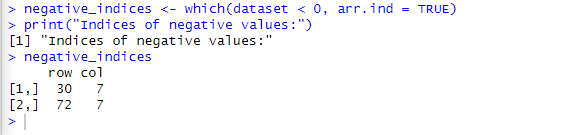 > negative_indices <- which(dataset < 0, arr.ind = TRUE)
> print("Indices of negative values:")
[1] "Indices of negative values:"
> negative_indices
     row col
[1,]  30   7
[2,]  72   7
>